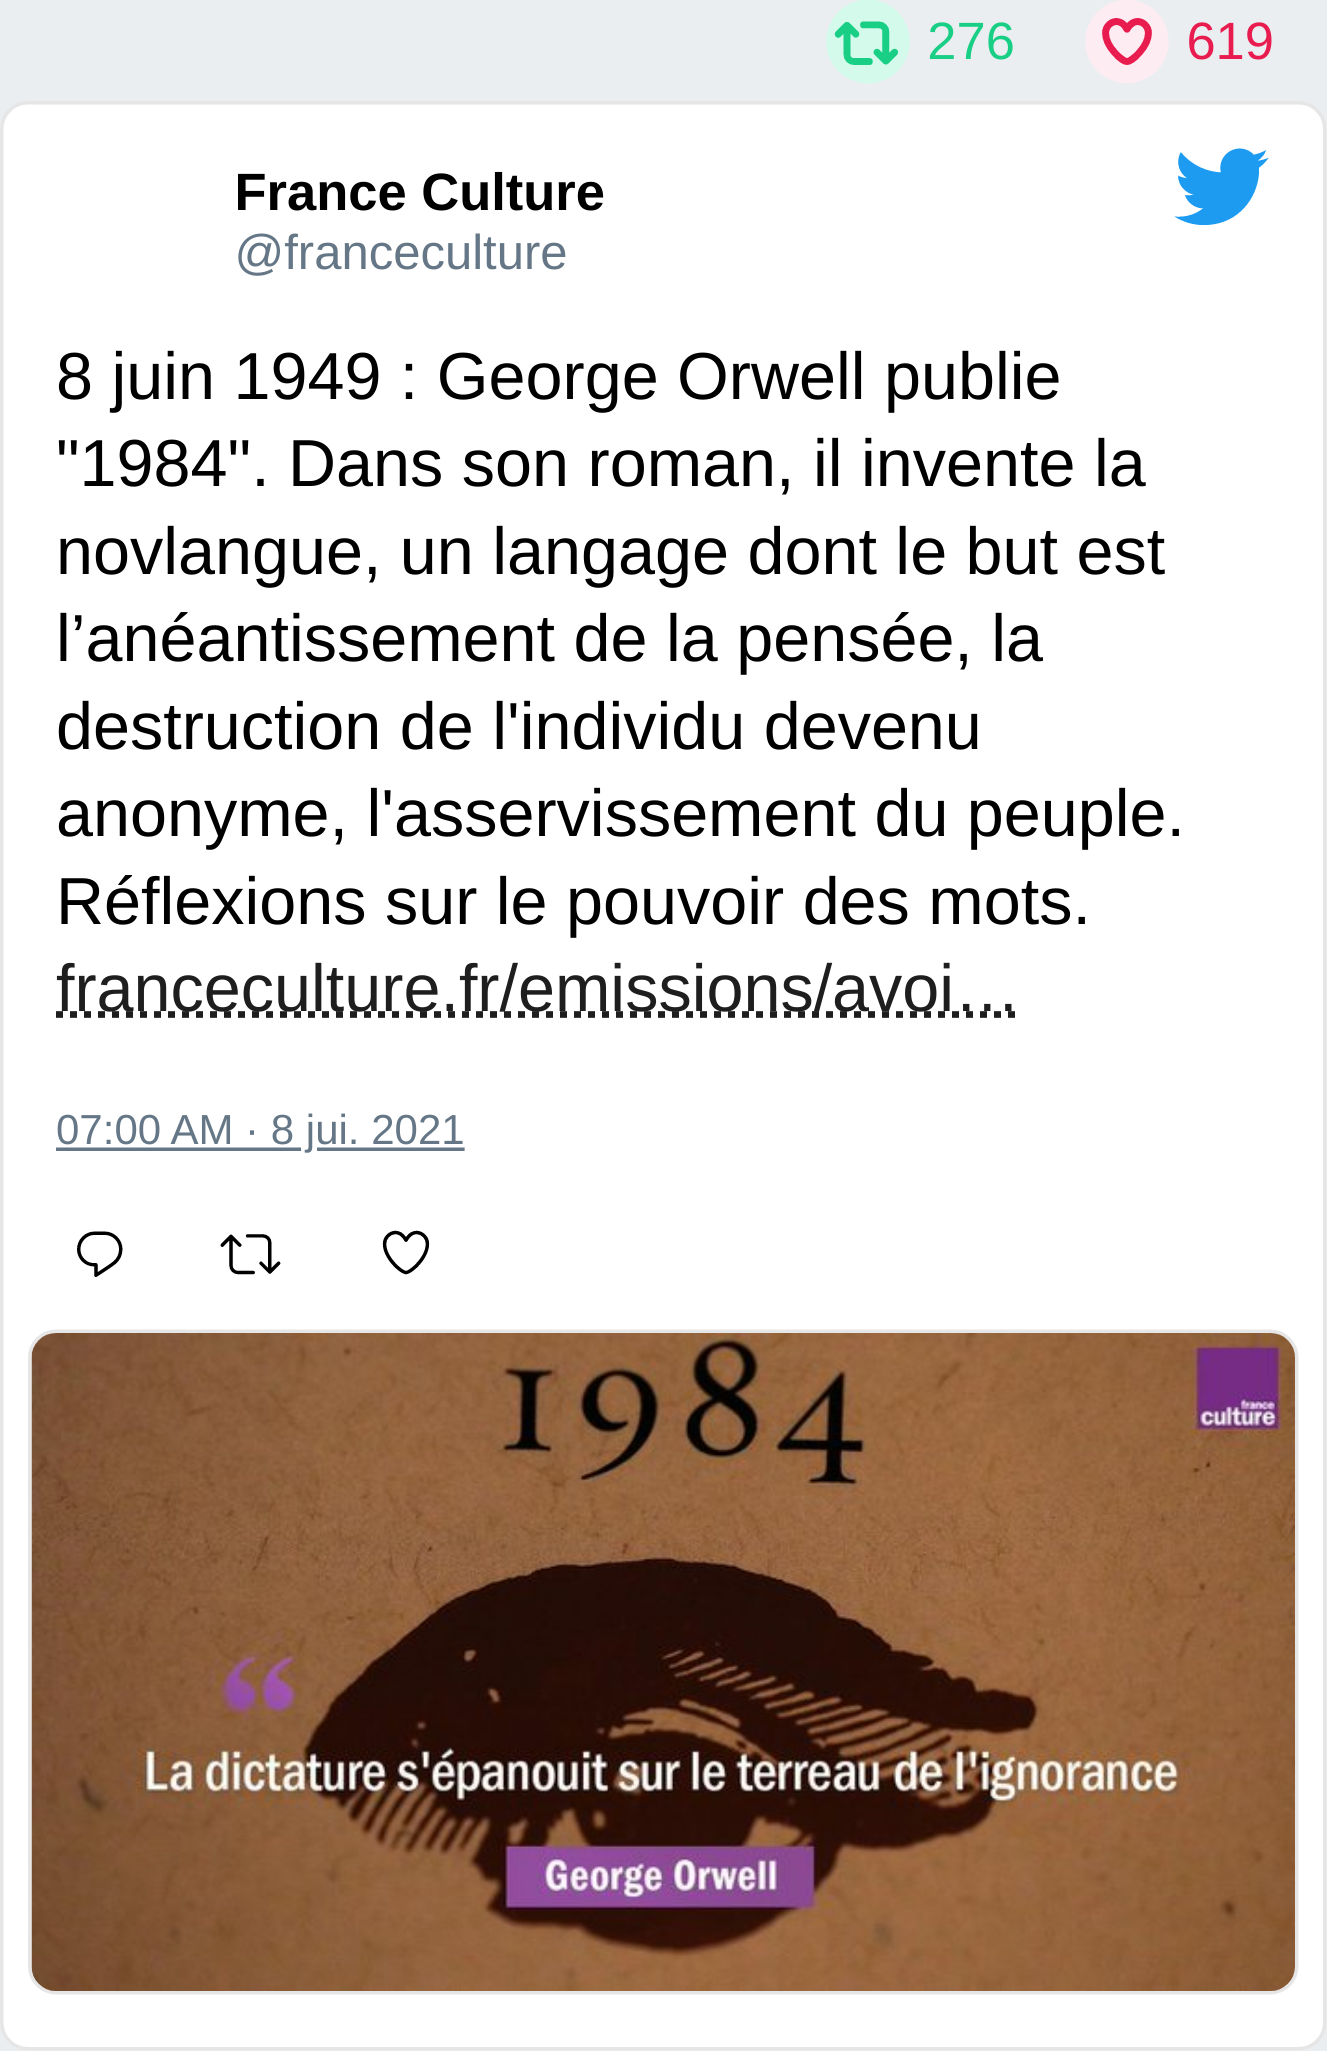 276 619
France Culture
@franceculture
8 juin 1949 : George Orwell publie
"1984". Dans son roman, il invente la
novlangue, un langage dont le but est
l’anéantissement de la pensée, la
destruction de l'individu devenu
anonyme, l'asservissement du peuple.
Réflexions sur le pouvoir des mots.
franceculture.fr/emissions/avoi…
07:00 AM · 8 jui. 2021
1984
france
culture
“
La dictature s'épanouit sur le terreau de l'ignorance
George Orwell